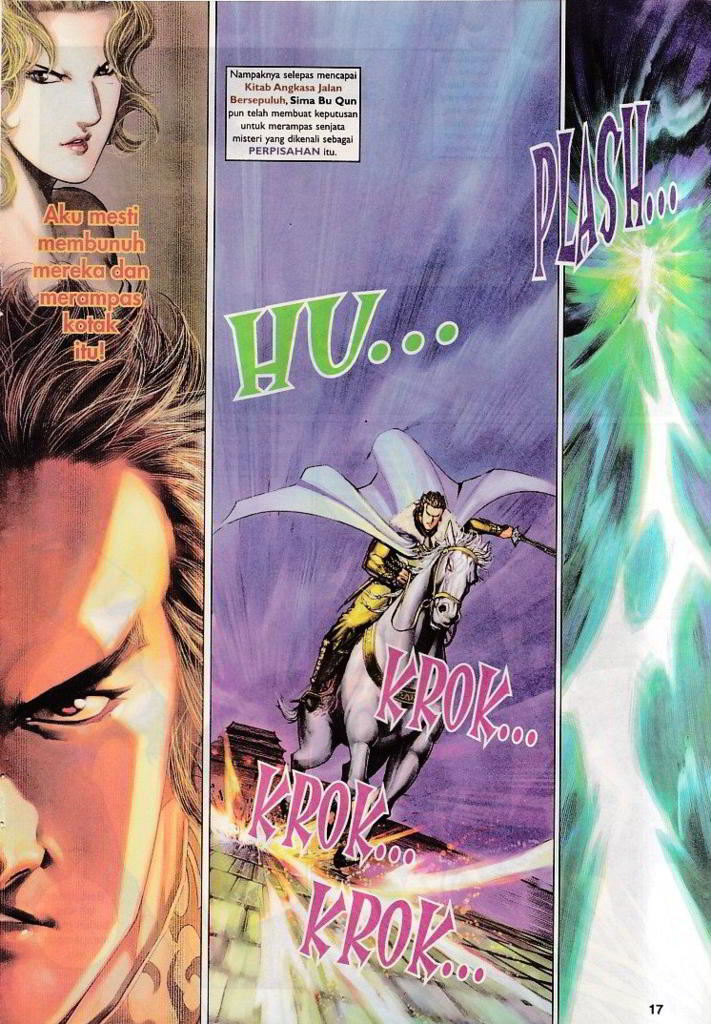 Aku mesti
membunuh
mereka dan
merampas
kotak
itu!
Nampaknya selepas mencapai
Kitab Angkasa Jalan
Bersepuluh, Sima Bu Qun
pun telah membuat keputusan
untuk merampas senjata
misteri yang dikenali sebagai
PERPISAHAN itu.
HU...
PLASH...
KROK...
KROK...
KROK...
17